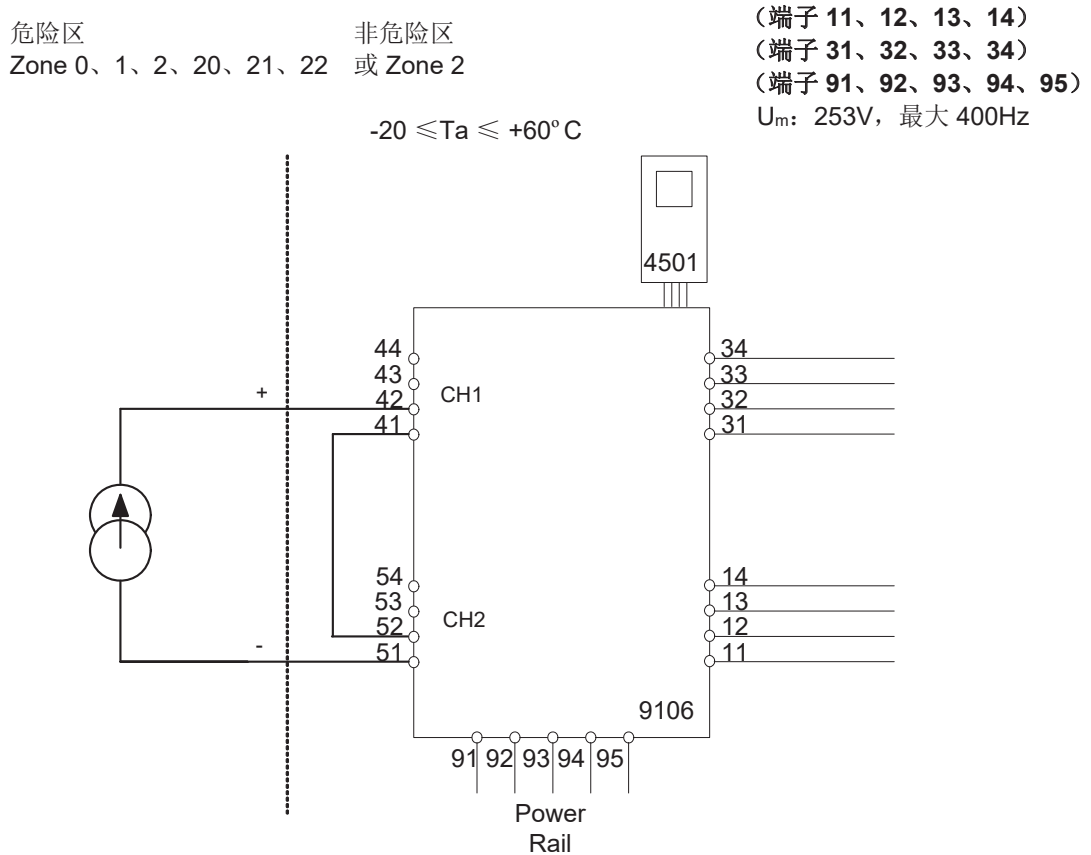 危险区
Zone 0、1、2、20、21、22
非危险区
或 Zone 2
（端子 11、12、13、14）
（端子 31、32、33、34）
（端子 91、92、93、94、95）
Um：253V，最大 400Hz
-20 ≤Ta ≤ +60ºC
4501
44
43
42
41
CH1
34
33
32
31
+
54
53
52
51
CH2
-
14
13
12
11
9106
91 92 93 94 95
Power
Rail